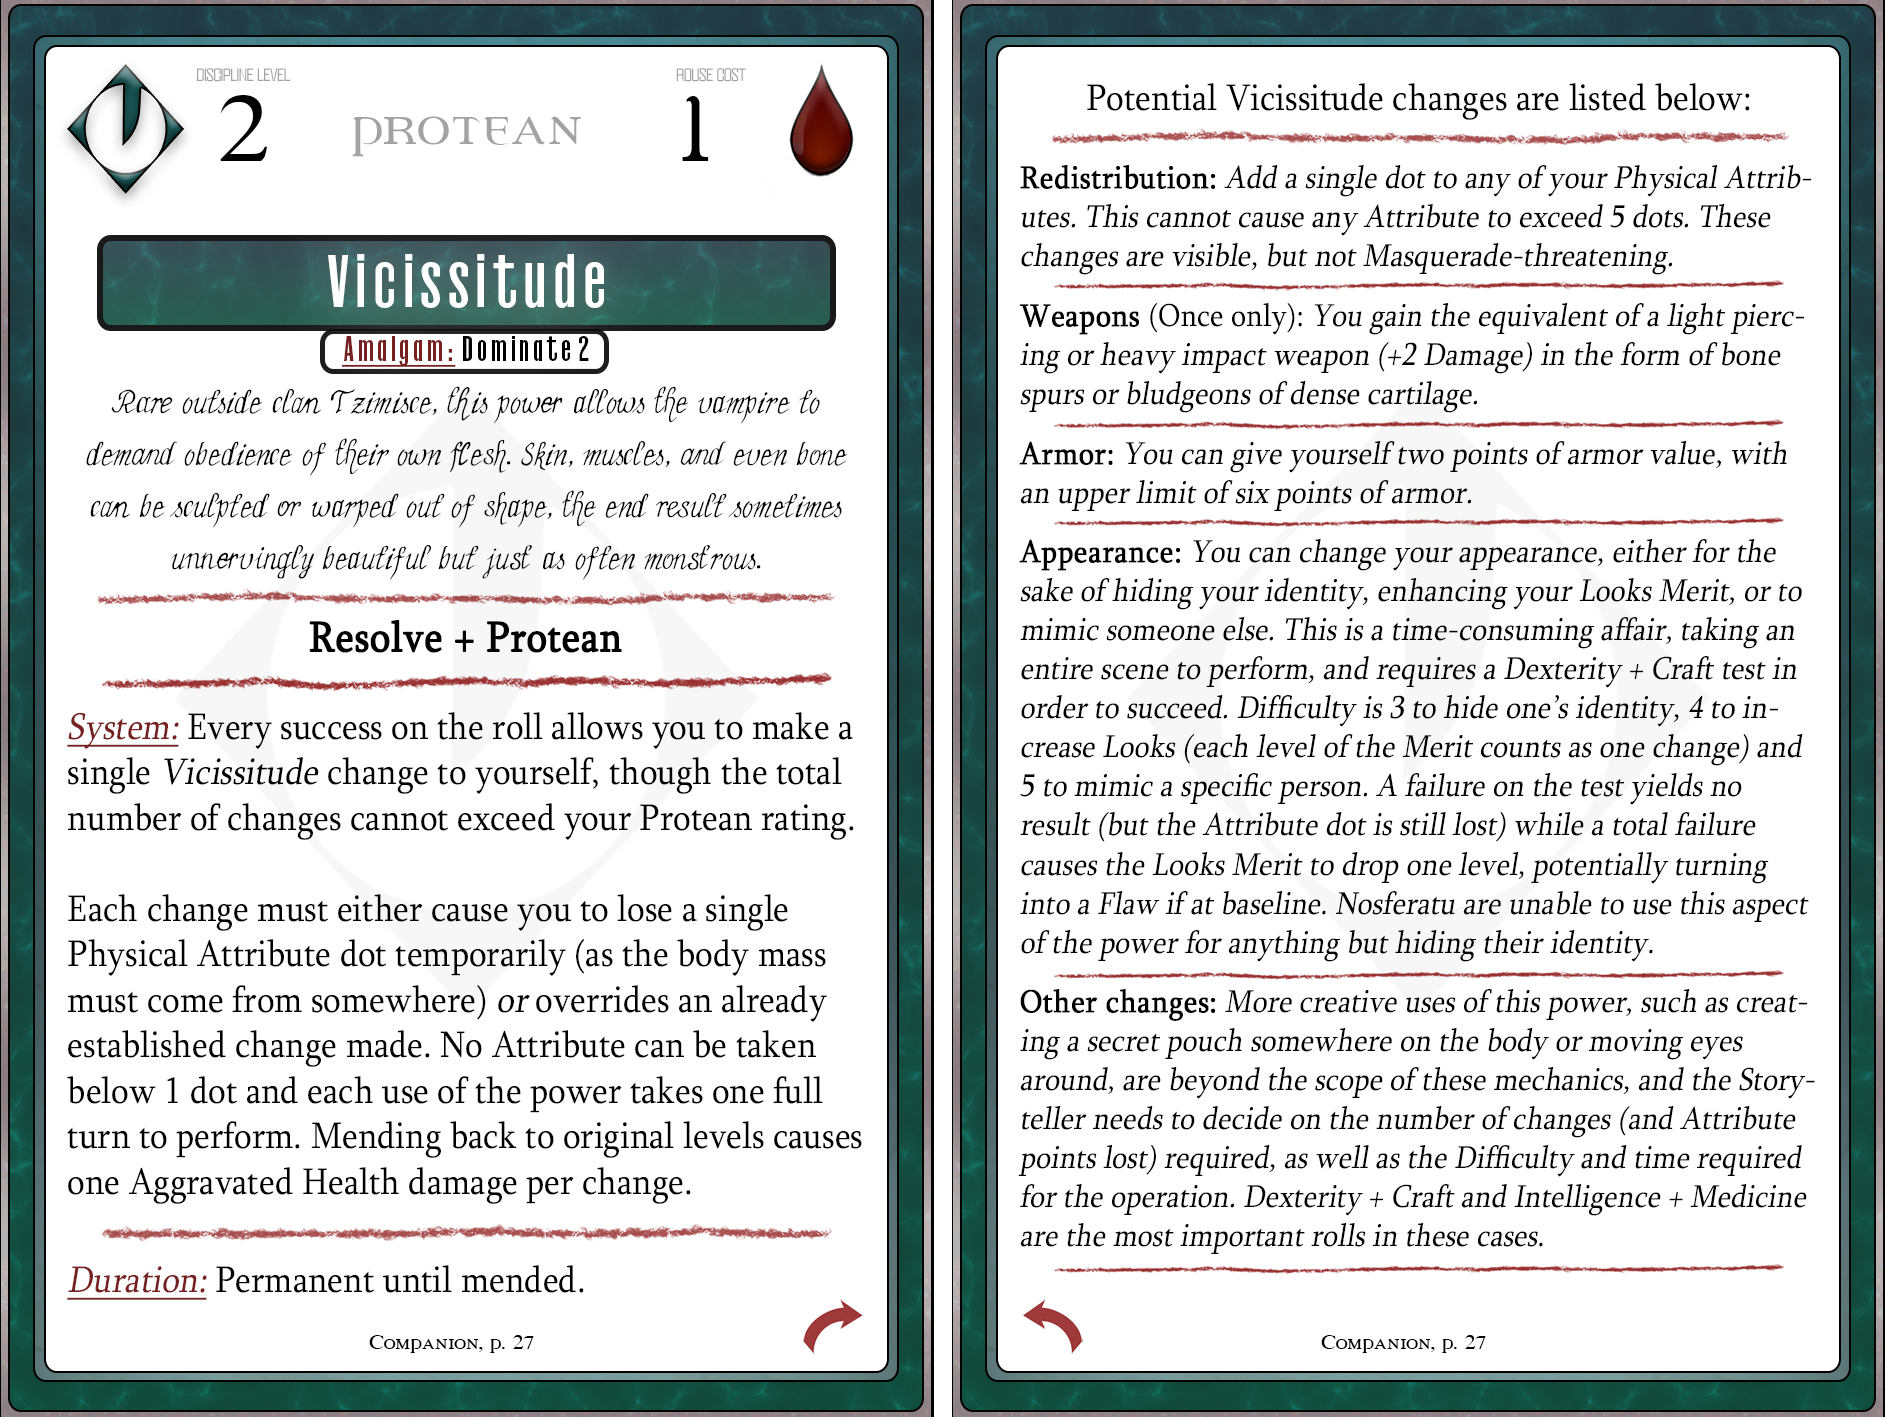 DISCIPLINE LEVEL
2
PROTEAN
ROUSE COST
1
Vicissitude
Amalgam: Dominate 2
Rare outside clan Tzimisce, this power allows the vampire to
demand obedience of their own flesh. Skin, muscles, and even bone
can be sculpted or warped out of shape, the end result sometimes
unnervingly beautiful but just as often monstrous.
Resolve + Protean
System: Every success on the roll allows you to make a
single Vicissitude change to yourself, though the total
number of changes cannot exceed your Protean rating.
Each change must either cause you to lose a single
Physical Attribute dot temporarily (as the body mass
must come from somewhere) or overrides an already
established change made. No Attribute can be taken
below 1 dot and each use of the power takes one full
turn to perform. Mending back to original levels causes
one Aggravated Health damage per change.
Duration: Permanent until mended.
Companion, p. 27
Potential Vicissitude changes are listed below:
Redistribution: Add a single dot to any of your Physical Attrib-
utes. This cannot cause any Attribute to exceed 5 dots. These
changes are visible, but not Masquerade-threatening.
Weapons (Once only): You gain the equivalent of a light pierc-
ing or heavy impact weapon (+2 Damage) in the form of bone
spurs or bludgeons of dense cartilage.
Armor: You can give yourself two points of armor value, with
an upper limit of six points of armor.
Appearance: You can change your appearance, either for the
sake of hiding your identity, enhancing your Looks Merit, or to
mimic someone else. This is a time-consuming affair, taking an
entire scene to perform, and requires a Dexterity + Craft test in
order to succeed. Difficulty is 3 to hide one's identity, 4 to in-
crease Looks (each level of the Merit counts as one change) and
5 to mimic a specific person. A failure on the test yields no
result (but the Attribute dot is still lost) while a total failure
causes the Looks Merit to drop one level, potentially turning
into a Flaw if at baseline. Nosferatu are unable to use this aspect
of the power for anything but hiding their identity.
Other changes: More creative uses of this power, such as creat-
ing a secret pouch somewhere on the body or moving eyes
around, are beyond the scope of these mechanics, and the Story-
teller needs to decide on the number of changes (and Attribute
points lost) required, as well as the Difficulty and time required
for the operation. Dexterity + Craft and Intelligence + Medicine
are the most important rolls in these cases.
Companion, p. 27